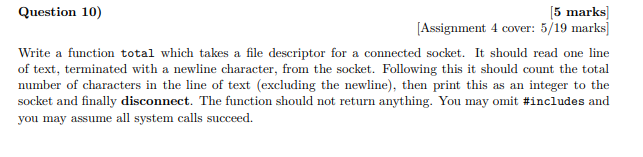 Question 10) [5 marks]
[Assignment 4 cover: 5/19 marks]
Write a function total which takes a file descriptor for a connected socket. It should read one line
of text, terminated with a newline character, from the socket. Following this it should count the total
number of characters in the line of text (excluding the newline), then print this as an integer to the
socket and finally disconnect. The function should not return anything. You may omit #includes and
you may assume all system calls succeed.